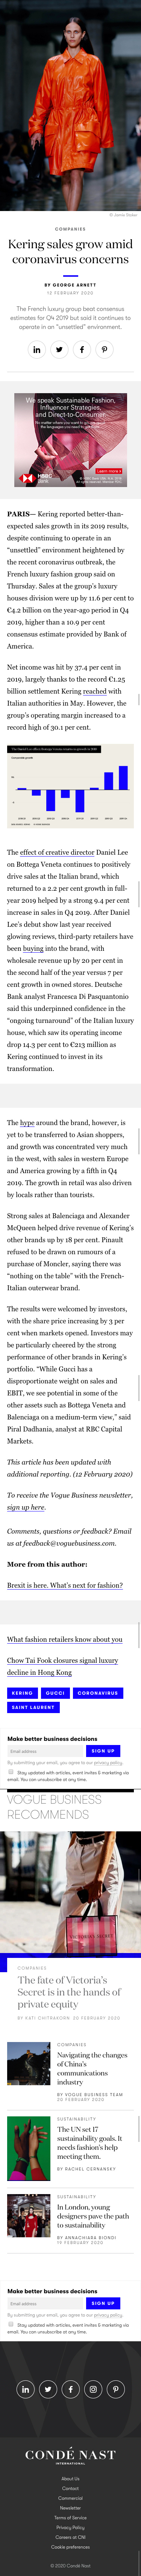 COMPANIES
Kering sales grow amid
coronavirus concerns
BY GEORGE ARNETT
12 FEBRUARY 2020
The French luxury group beat consensus
estimates for Q4 2019 but said it continues to
operate in an “unsettled” environment.
We speak Sustainable Fashion,
Influencer Strategies,
and Direct-to-Consumer
HSBC
Learn more
PARIS— Kering reported better-than-
expected sales growth in its 2019 results,
despite continuing to operate in an
“unsettled” environment amid
the recent coronavirus outbreak, the
French luxury fashion group said on
Thursday. Sales at the group’s luxury
houses division were up by 11.6 per cent to
€4.2 billion on the year-ago period in Q4
2019, higher than a 10.9 per cent
consensus estimate provided by Bank of
America.
Net income was hit by 37.4 per cent in
2019, largely thanks to the record €1.25
billion settlement Kering reached with
Italian authorities in May. However, the
group’s operating margin increased to a
record high of 30.1 per cent.
The effect of creative director Daniel Lee
on Bottega Veneta continues to positively
drive sales at the Italian brand, which
returned to a 2.2 per cent growth in full-
year 2019 helped by a strong 9.4 per cent
increase in sales in Q4 2019. After Daniel
Lee’s debut show last year received
glowing reviews, third-party retailers have
been buying into the brand, with
wholesale revenue up by 20 per cent in
the second half of the year versus 7 per
cent growth in owned stores. Deutsche
Bank analyst Francesca Di Pasquantonio
said this underpinned confidence in the
“ongoing turnaround” of the Italian luxury
house, which saw its operating income
drop 14.3 per cent to €213 million as
Kering continued to invest in its
transformation.
The hype around the brand, however, is
yet to be transferred to Asian shoppers,
and growth was concentrated very much
in the west, with sales in western Europe
and America growing by a fifth in Q4
2019. The growth in retail was also driven
by locals rather than tourists.
Strong sales at Balenciaga and Alexander
McQueen helped drive revenue of Kering’s
other brands up by 18 per cent. Pinault
refused to be drawn on rumours of a
purchase of Moncler, saying there was
“nothing on the table” with the French-
Italian outerwear brand.
The results were welcomed by investors,
with the share price increasing by 3 per
cent when markets opened. Investors may
be particularly cheered by the strong
performance of other brands in Kering’s
portfolio. “While Gucci has a
disproportionate weight on sales and
EBIT, we see potential in some of the
other assets such as Bottega Veneta and
Balenciaga on a medium-term view,” said
Piral Dadhania, analyst at RBC Capital
Markets.
This article has been updated with
additional reporting. (12 February 2020)
To receive the Vogue Business newsletter,
sign up here.
Comments, questions or feedback? Email
us at feedback@voguebusiness.com.
More from this author:
Brexit is here. What’s next for fashion?
What fashion retailers know about you
Chow Tai Fook closures signal luxury
decline in Hong Kong
KERING
GUCCI
CORONAVIRUS
SAINT LAURENT
Make better business decisions
Email address
SIGN UP
By submitting your email, you agree to our privacy policy.
Stay updated with articles, event invites & marketing via
email. You can unsubscribe at any time.
VOGUE BUSINESS
RECOMMENDS
COMPANIES
The fate of Victoria’s
Secret is in the hands of
private equity
BY KATI CHITRAKORN 20 FEBRUARY 2020
COMPANIES
Navigating the changes
of China’s
communications
industry
BY VOGUE BUSINESS TEAM
20 FEBRUARY 2020
SUSTAINABILITY
The UN set 17
sustainability goals. It
needs fashion’s help
meeting them.
BY RACHEL CERNANSKY
SUSTAINABILITY
In London, young
designers pave the path
to sustainability
BY ANNACHIARA BIONDI
19 FEBRUARY 2020
Make better business decisions
Email address
SIGN UP
By submitting your email, you agree to our privacy policy.
Stay updated with articles, event invites & marketing via
email. You can unsubscribe at any time.
CONDÉ NAST
INTERNATIONAL
About Us
Contact
Commercial
Newsletter
Terms of Service
Privacy Policy
Careers at CNI
Cookie preferences
© 2020 Condé Nast